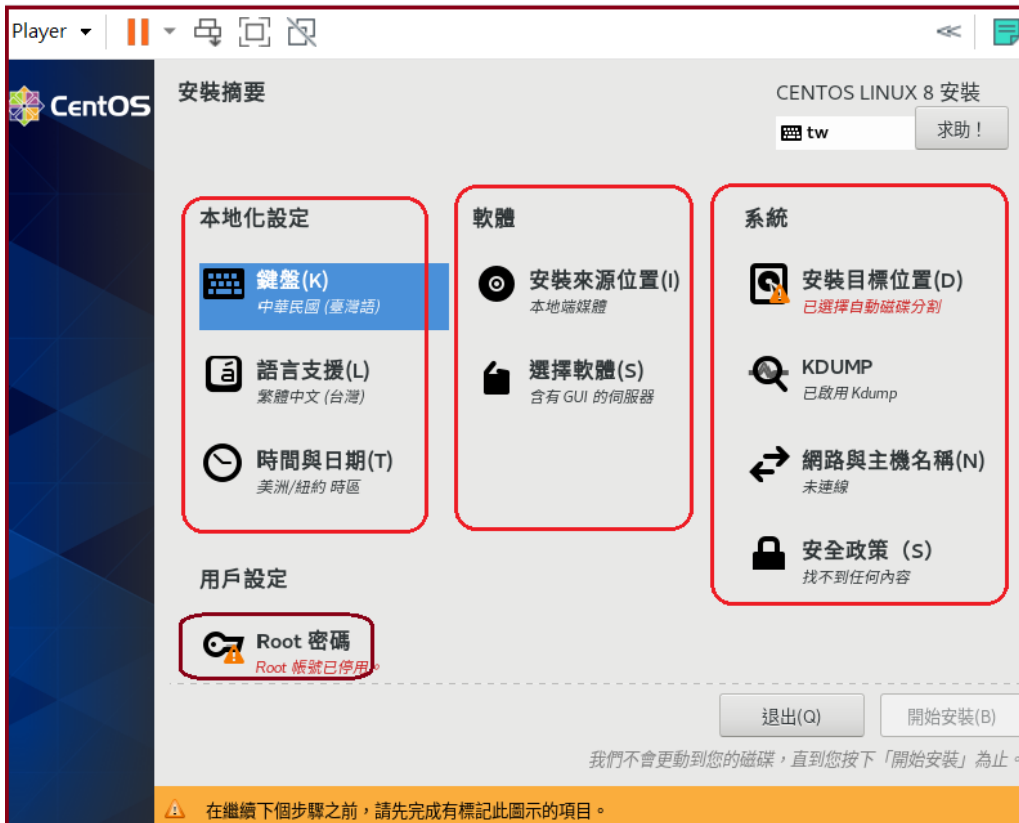 Player
CentOS
安裝摘要
CENTOS LINUX 8 安裝
tw
求助！
本地化設定
鍵盤(K)
中華民國 (臺灣語)
語言支援(L)
繁體中文 (台灣)
時間與日期(T)
美洲/紐約 時區
軟體
安裝來源位置(I)
本地端媒體
選擇軟體(S)
含有 GUI 的伺服器
系統
安裝目標位置(D)
已選擇自動磁碟分割
KDUMP
已啟用 Kdump
網路與主機名稱(N)
未連線
安全政策（S）
找不到任何內容
用戶設定
Root 密碼
Root 帳號已停用。
退出(Q)
開始安裝(B)
我們不會更動到您的磁碟，直到您按下「開始安裝」為止。
在繼續下個步驟之前，請先完成有標記此圖示的項目。